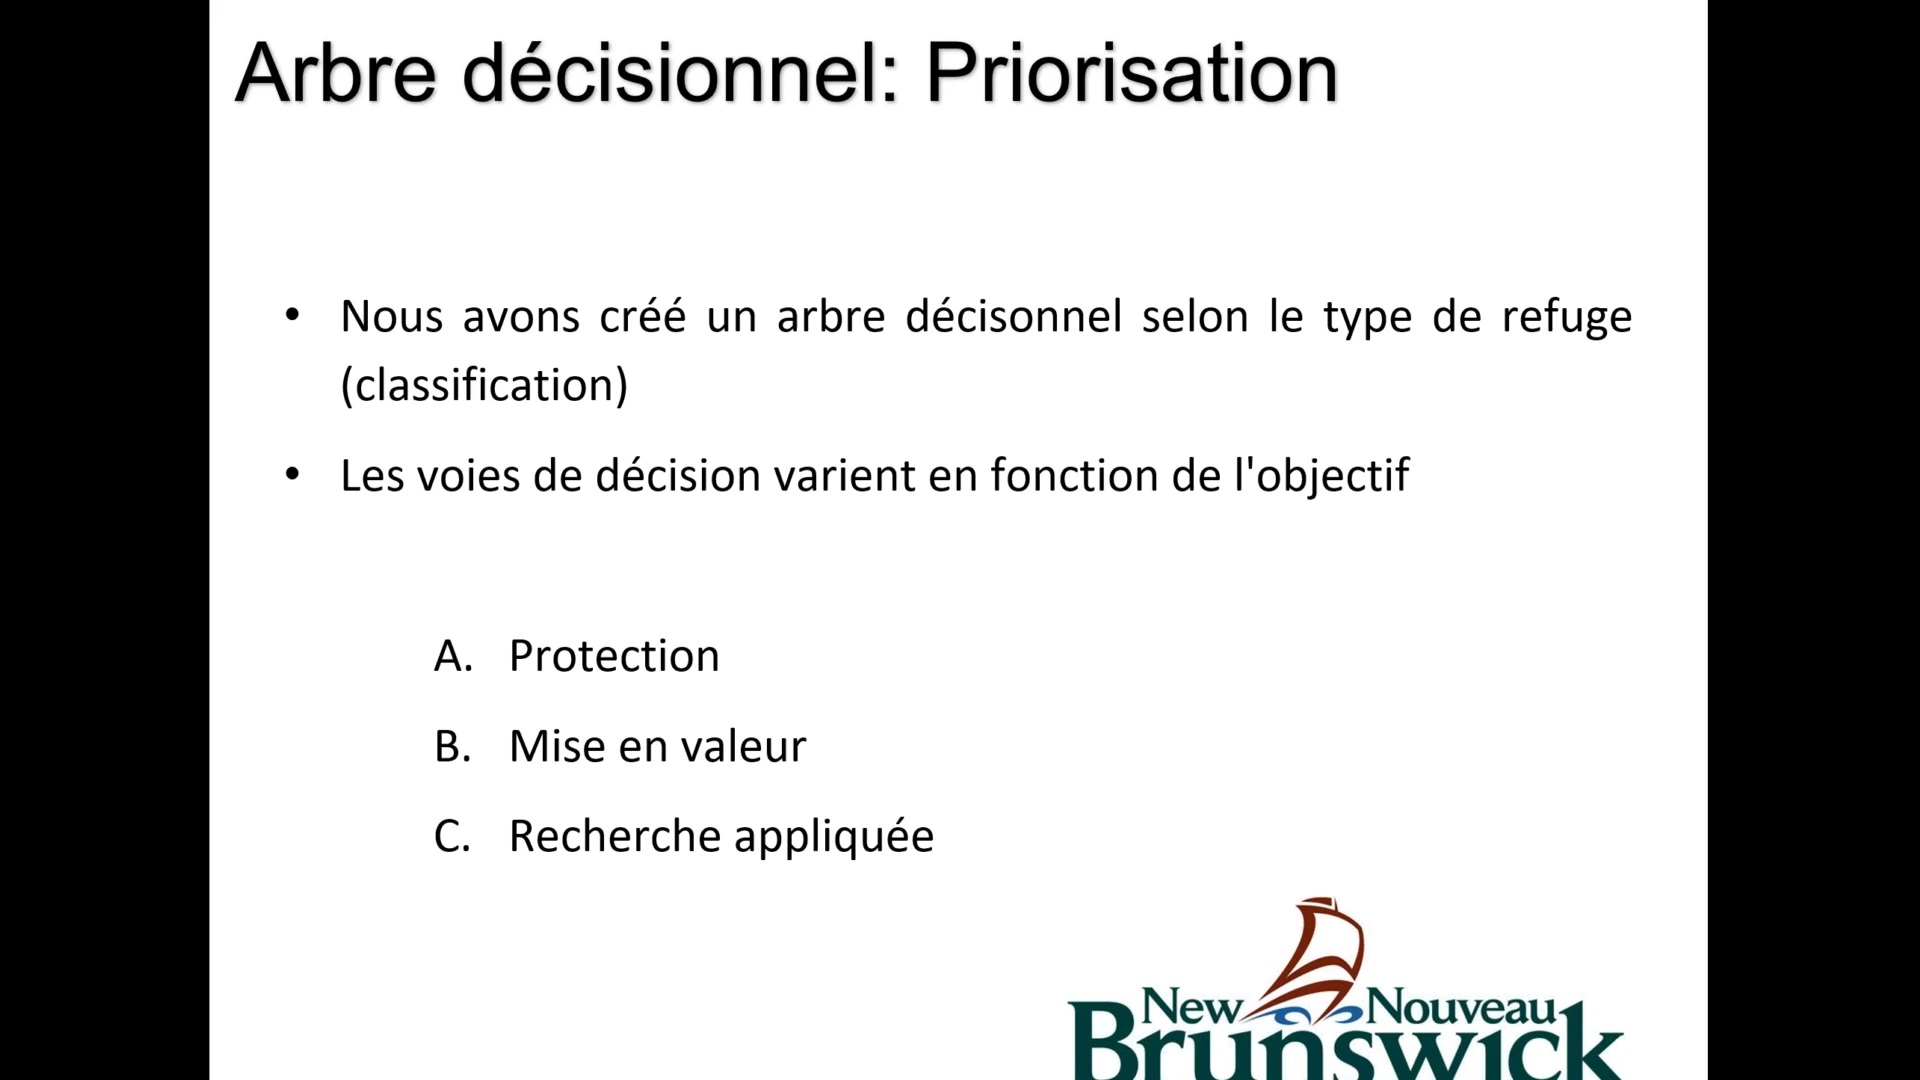 Arbre décisionnel: Priorisation
• Nous avons créé un arbre décisonnel selon le type de refuge
(classification)
• Les voies de décision varient en fonction de l'objectif
A. Protection
B. Mise en valeur
C. Recherche appliquée
New Nouveau
Brunswick